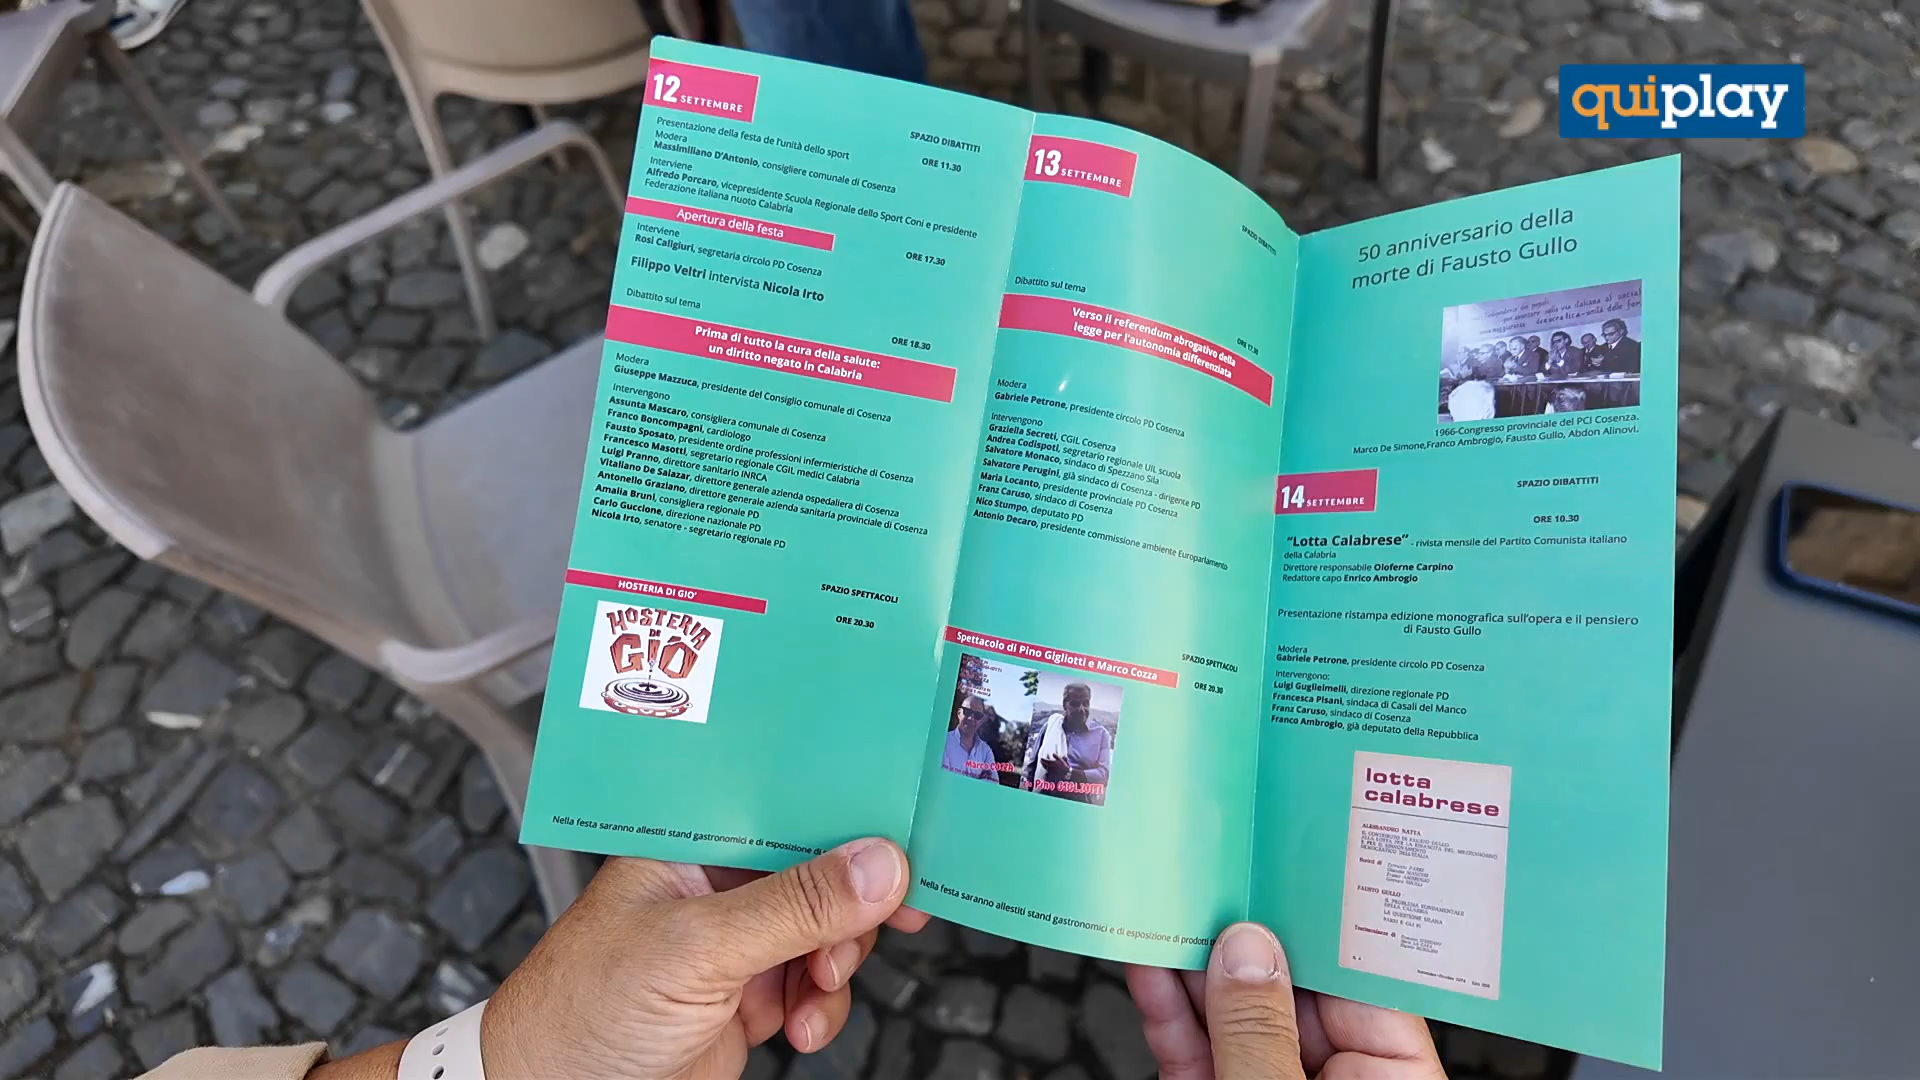 quiplay
12 SETTEMBRE
SPAZIO DIBATTITI
Presentazione della festa de l'unità dello sport
ORE 11.30
Modera
Massimiliano D'Antonio, consigliere comunale di Cosenza
Interviene
Alfredo Porcaro, vicepresidente Scuola Regionale dello Sport Coni e presidente
Federazione italiana nuoto Calabria
Apertura della festa
ORE 17.30
Interviene
Rosi Caligiuri, segretaria circolo PD Cosenza
Filippo Veltri intervista Nicola Irto
Dibattito sul tema
ORE 18.30
Prima di tutto la cura della salute:
un diritto negato in Calabria
Modera
Giuseppe Mazzuca, presidente del Consiglio comunale di Cosenza
Intervengono
Assunta Mascaro, consigliera comunale di Cosenza
Franco Boncompagni, cardiologo
Fausto Sposato, presidente ordine professioni infermieristiche di Cosenza
Francesco Masotti, segretario regionale CGIL medici Calabria
Luigi Pranno, direttore sanitario INRCA
Vitaliano De Salazar, direttore generale azienda ospedaliera di Cosenza
Antonello Graziano, direttore generale azienda sanitaria provinciale di Cosenza
Amalia Bruni, consigliera regionale PD
Carlo Guccione, direzione nazionale PD
Nicola Irto, senatore - segretario regionale PD
HOSTERIA DI GIO'
SPAZIO SPETTACOLI
ORE 20.30
HOSTERIA
DI
GIÓ
Nella festa saranno allestiti stand gastronomici e di esposizione di
13 SETTEMBRE
SPAZIO DIBATTITI
Dibattito sul tema
ORE 17.30
Verso il referendum abrogativo della
legge per l'autonomia differenziata
Modera
Gabriele Petrone, presidente circolo PD Cosenza
Intervengono
Graziella Secreti, CGIL Cosenza
Andrea Codispoti, segretario regionale UIL scuola
Salvatore Monaco, sindaco di Spezzano Sila
Salvatore Perugini, già sindaco di Cosenza - dirigente PD
Maria Locanto, presidente provinciale PD Cosenza
Franz Caruso, sindaco di Cosenza
Nico Stumpo, deputato PD
Antonio Decaro, presidente commissione ambiente Europarlamento
Spettacolo di Pino Gigliotti e Marco Cozza
SPAZIO SPETTACOLI
ORE 20.30
Marco COZZA
Pino GIGLIOTTI
Nella festa saranno allestiti stand gastronomici e di esposizione di prodotti
50 anniversario della
morte di Fausto Gullo
1966-Congresso provinciale del PCI Cosenza.
Marco De Simone,Franco Ambrogio, Fausto Gullo, Abdon Alinovi.
14 SETTEMBRE
SPAZIO DIBATTITI
ORE 10.30
"Lotta Calabrese" - rivista mensile del Partito Comunista italiano
della Calabria
Direttore responsabile Oloferne Carpino
Redattore capo Enrico Ambrogio
Presentazione ristampa edizione monografica sull'opera e il pensiero
di Fausto Gullo
Modera
Gabriele Petrone, presidente circolo PD Cosenza
Intervengono:
Luigi Guglielmelli, direzione regionale PD
Francesca Pisani, sindaca di Casali del Manco
Franz Caruso, sindaco di Cosenza
Franco Ambrogio, già deputato della Repubblica
lotta
calabrese
ALESSANDRO NATTA
FAUSTO GULLO
IL PROBLEMA FONDAMENTALE
DELLA CALABRIA
LA QUESTIONE SILANA